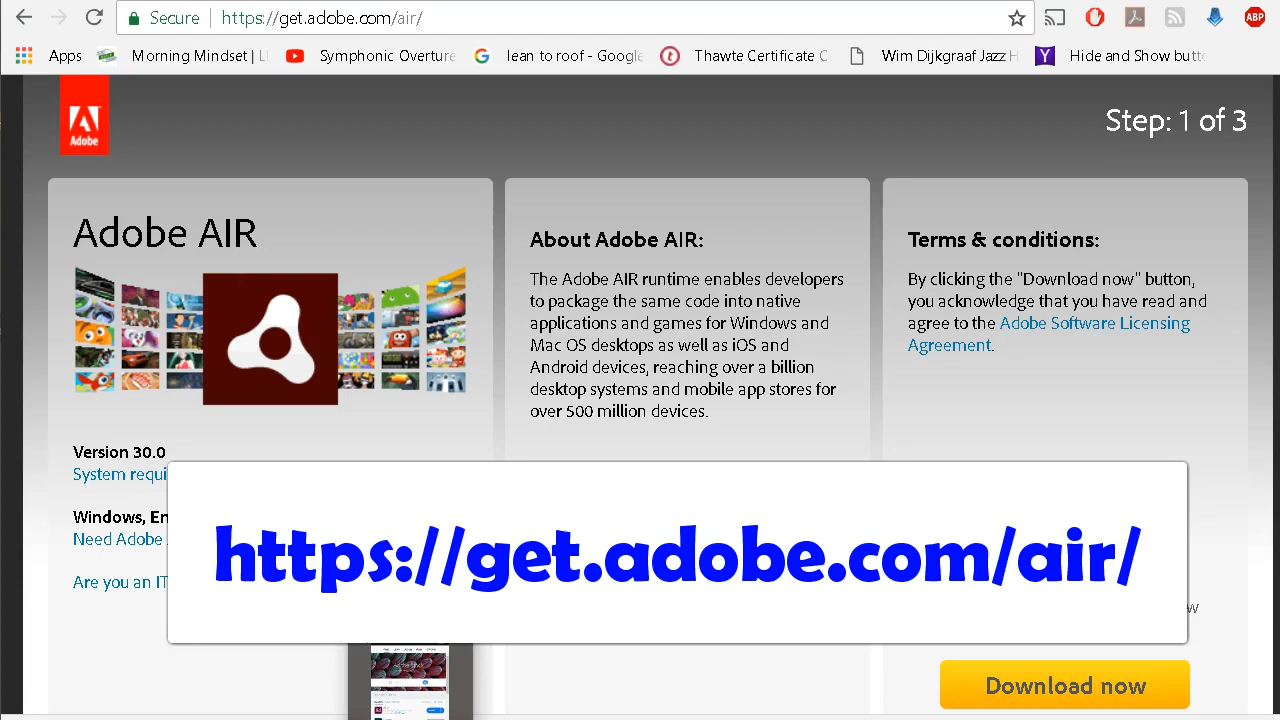 Secure
https://get.adobe.com/air/
ABP
Apps
Morning Mindset | L
Symphonic Overture
lean to roof - Google
Thawte Certificate C
Wim Dijkgraaf Jazz H
Hide and Show butt
Adobe
Step: 1 of 3
Adobe AIR
Version 30.0
System requi
Windows, En
Need Adobe
Are you an IT
About Adobe AIR:
The Adobe AIR runtime enables developers
to package the same code into native
applications and games for Windows and
Mac OS desktops as well as iOS and
Android devices, reaching over a billion
desktop systems and mobile app stores for
over 500 million devices.
Terms & conditions:
By clicking the "Download now" button,
you acknowledge that you have read and
agree to the Adobe Software Licensing
Agreement.
https://get.adobe.com/air/
Download now